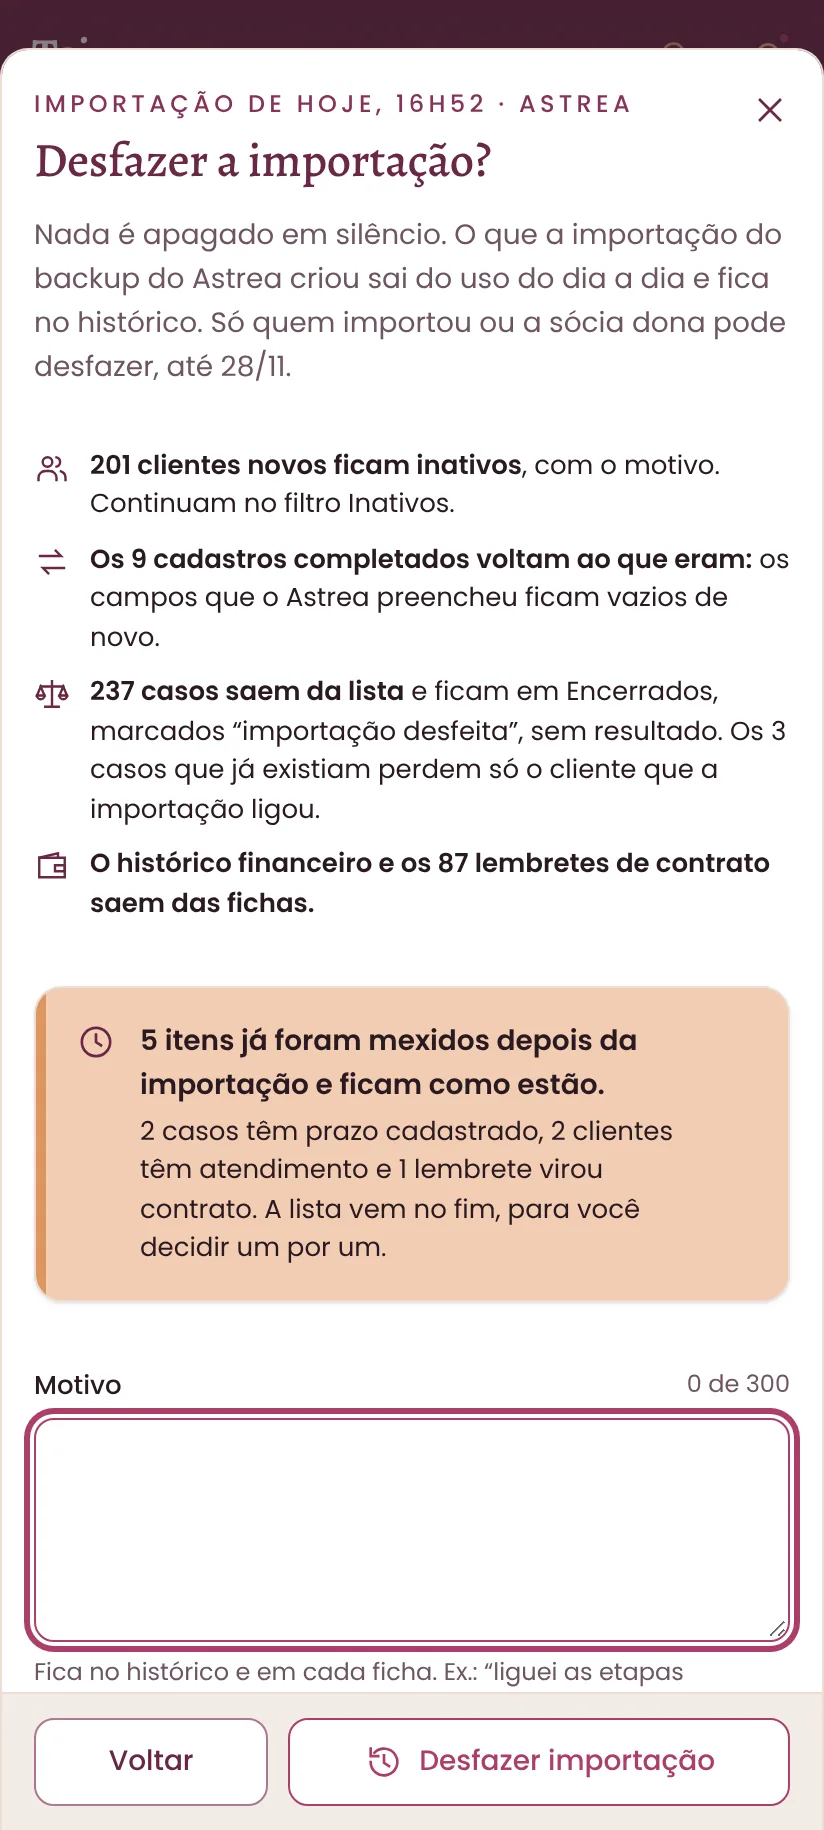 IMPORTAÇÃO DE HOJE, 16H52 · ASTREA
Desfazer a importação?
Nada é apagado em silêncio. O que a importação do
backup do Astrea criou sai do uso do dia a dia e fica
no histórico. Só quem importou ou a sócia dona pode
desfazer, até 28/11.
201 clientes novos ficam inativos, com o motivo.
Continuam no filtro Inativos.
Os 9 cadastros completados voltam ao que eram: os
campos que o Astrea preencheu ficam vazios de
novo.
237 casos saem da lista e ficam em Encerrados,
marcados “importação desfeita”, sem resultado. Os 3
casos que já existiam perdem só o cliente que a
importação ligou.
O histórico financeiro e os 87 lembretes de contrato
saem das fichas.
5 itens já foram mexidos depois da
importação e ficam como estão.
2 casos têm prazo cadastrado, 2 clientes
têm atendimento e 1 lembrete virou
contrato. A lista vem no fim, para você
decidir um por um.
Motivo
0 de 300
Fica no histórico e em cada ficha. Ex.: “liguei as etapas
Voltar
Desfazer importação